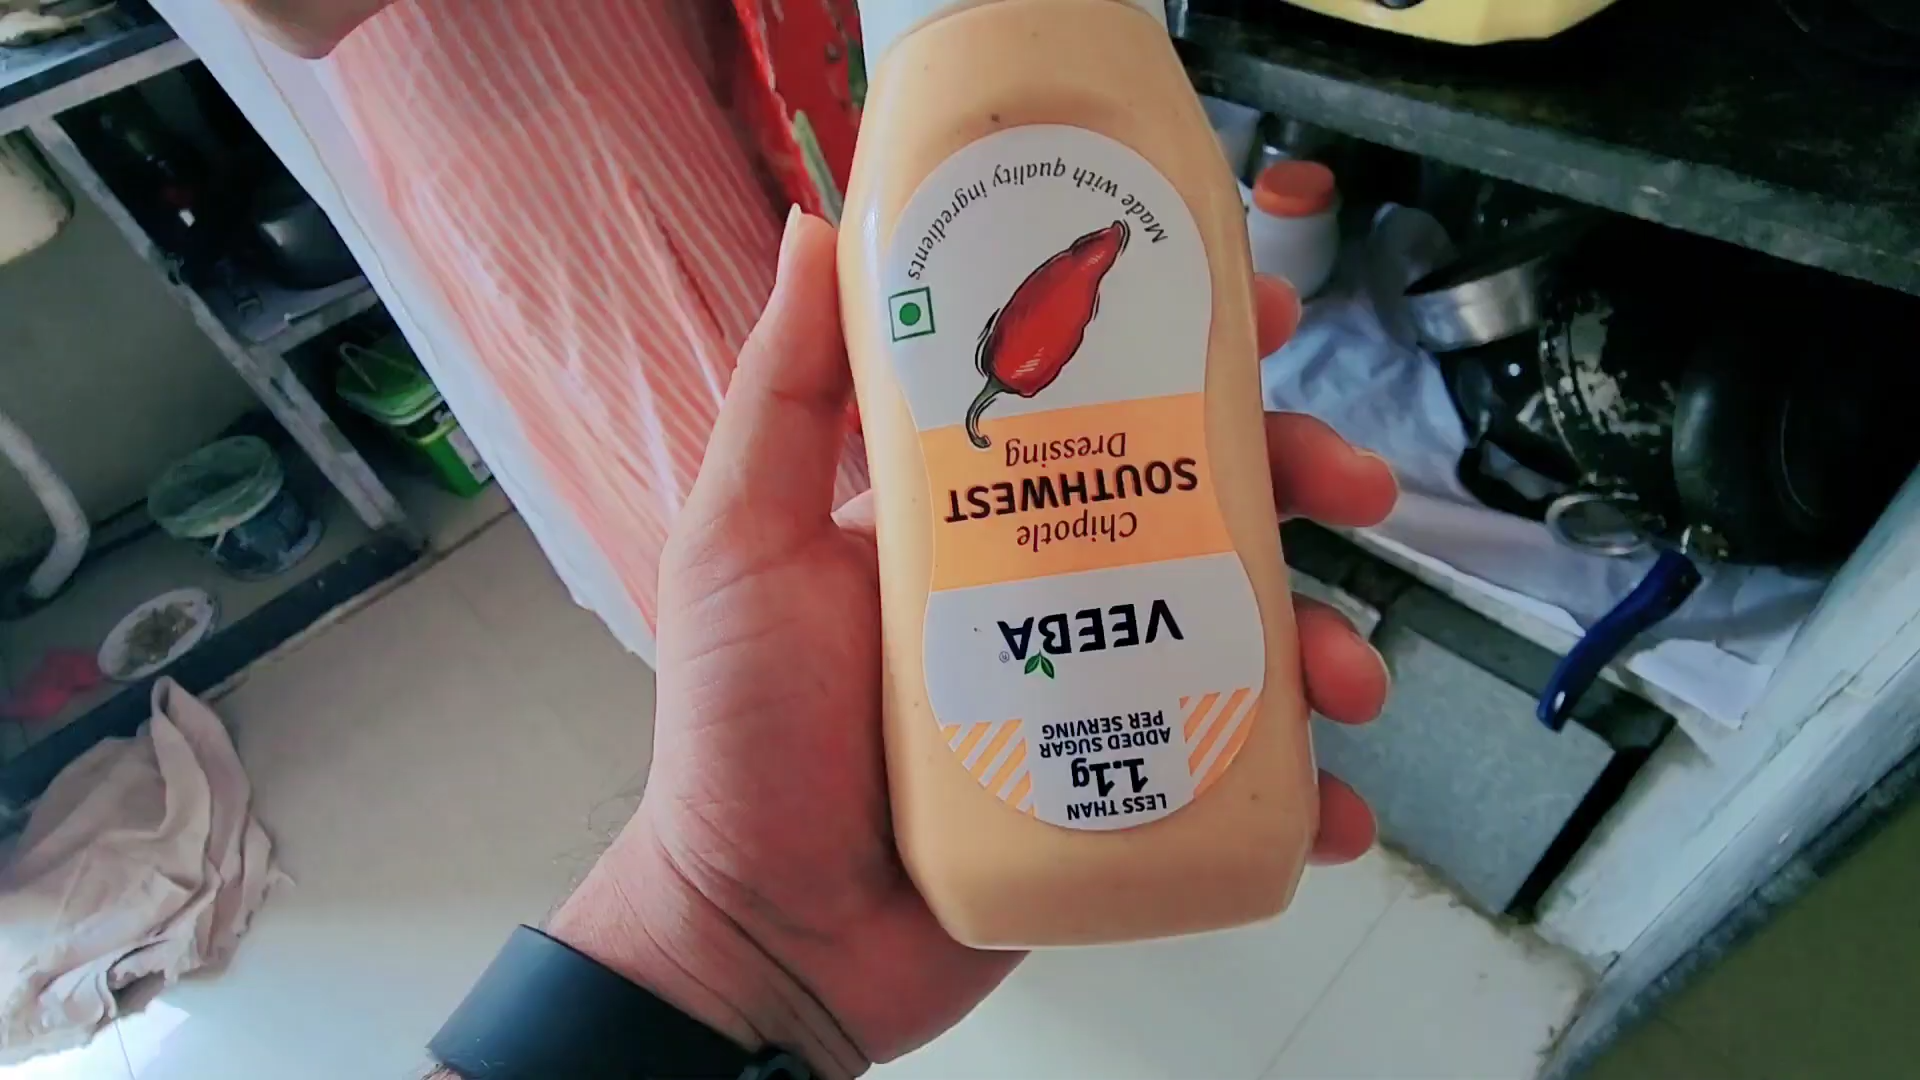 LESS THAN
1.1g
ADDED SUGAR
PER SERVING
VEEBA®
Chipotle
SOUTHWEST
Dressing
Made with quality ingredients